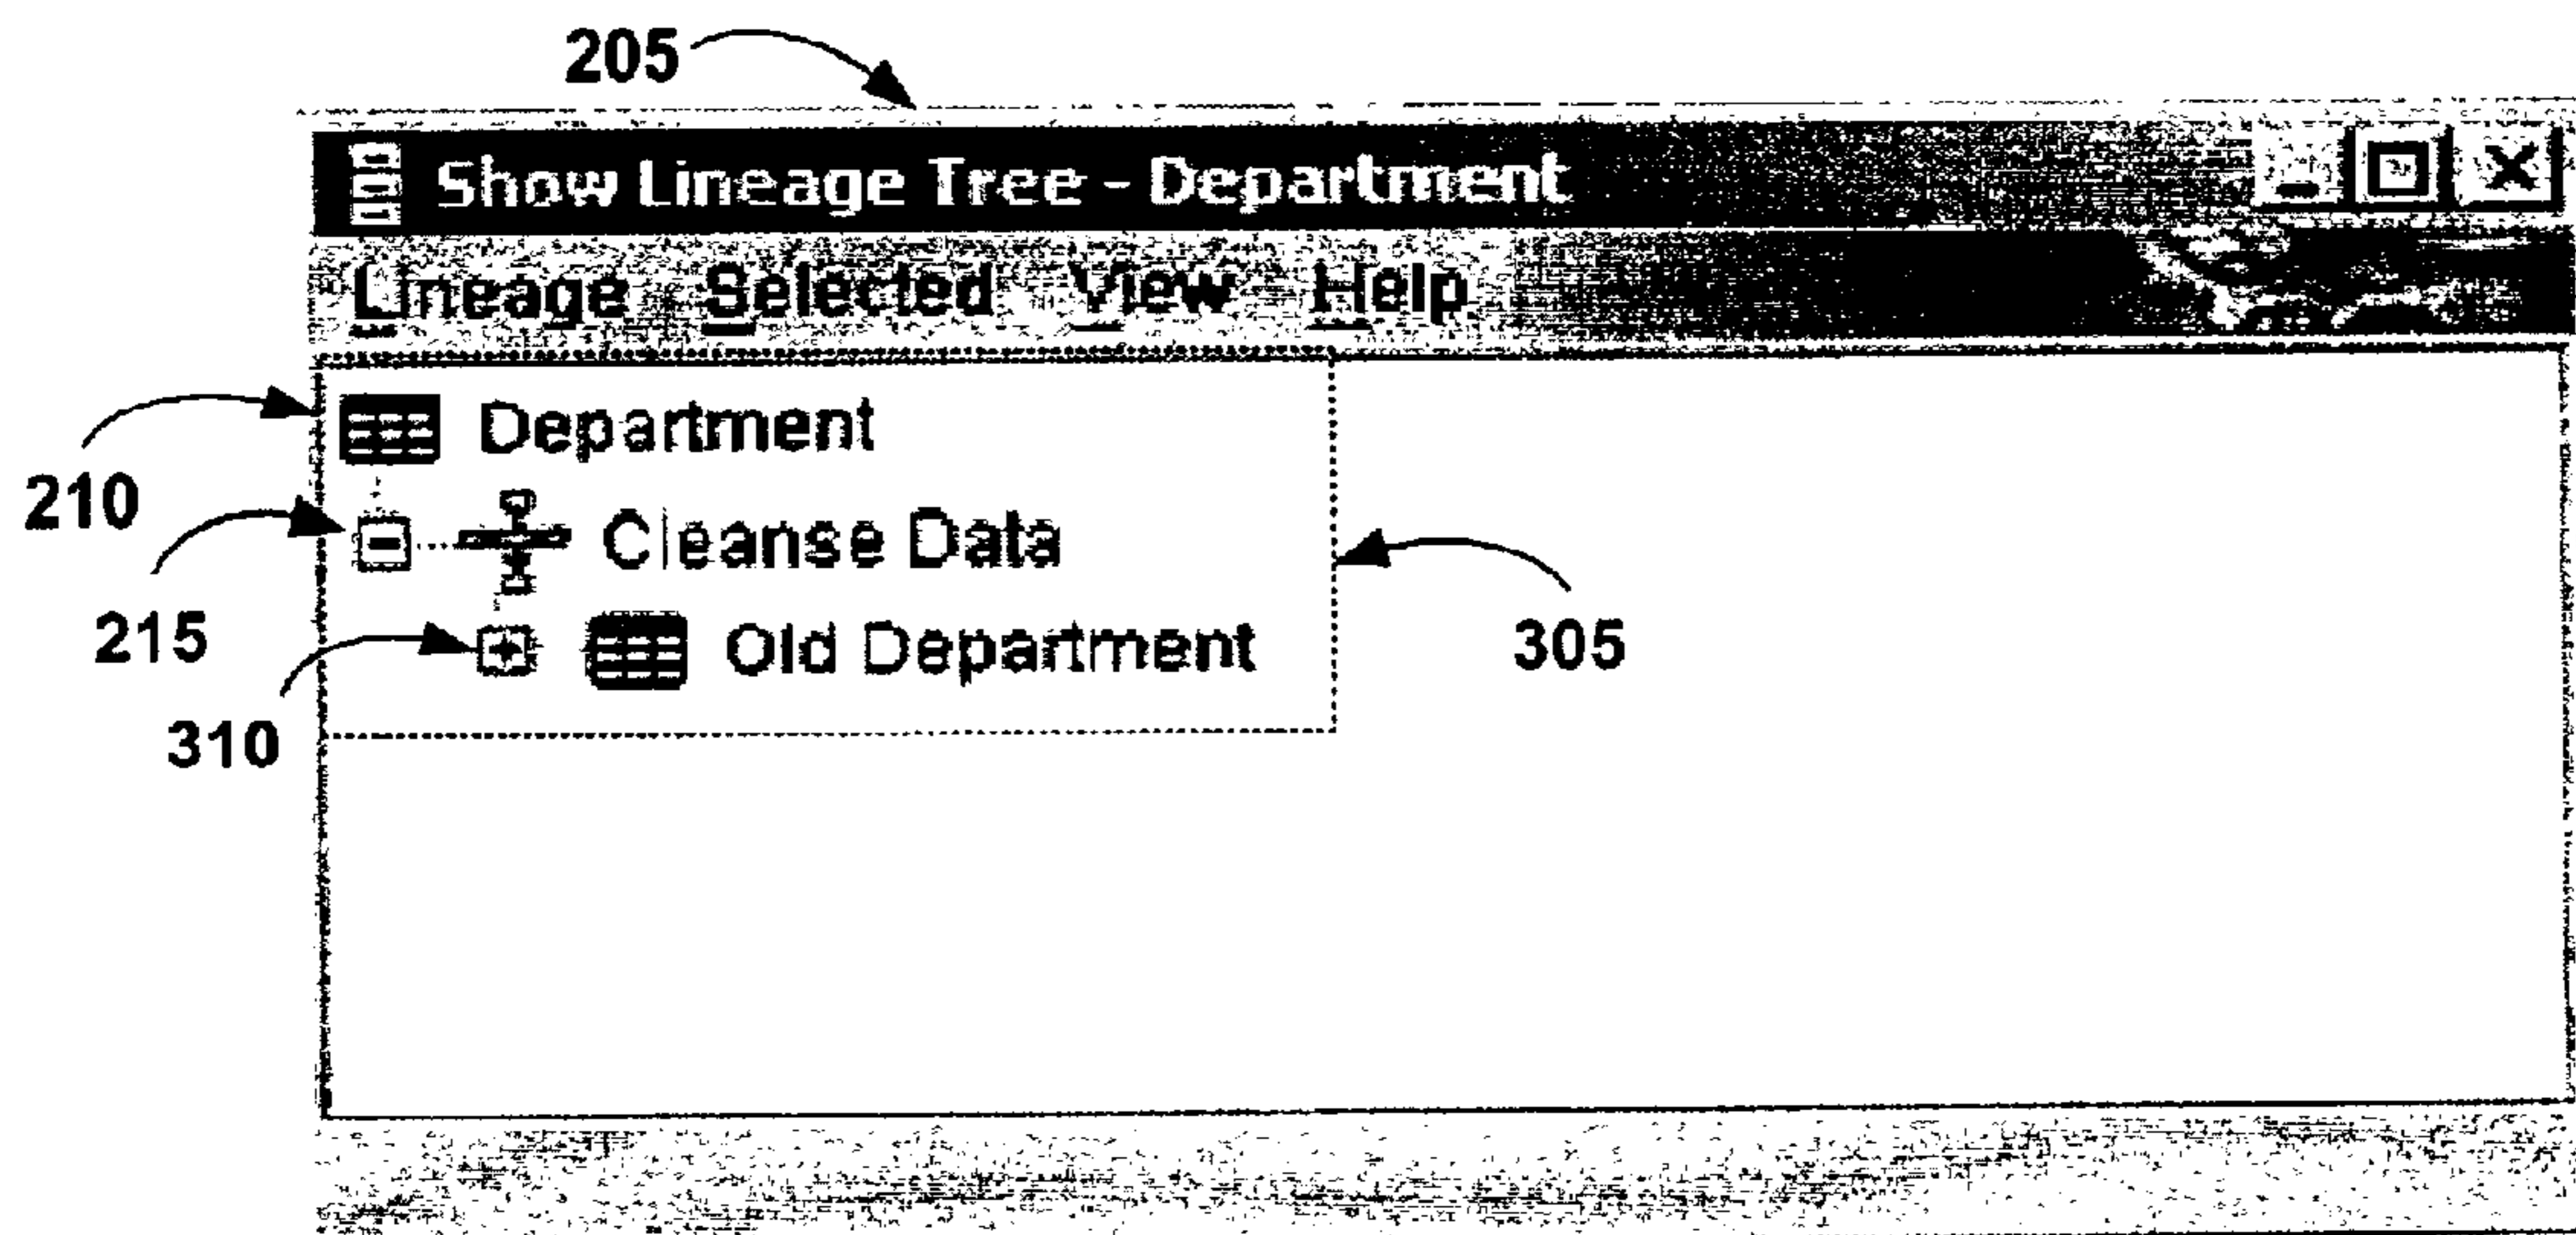 205
Show Lineage Tree - Department
Lineage Selected View Help
Department
210
Cleanse Data
215
Old Department
305
310